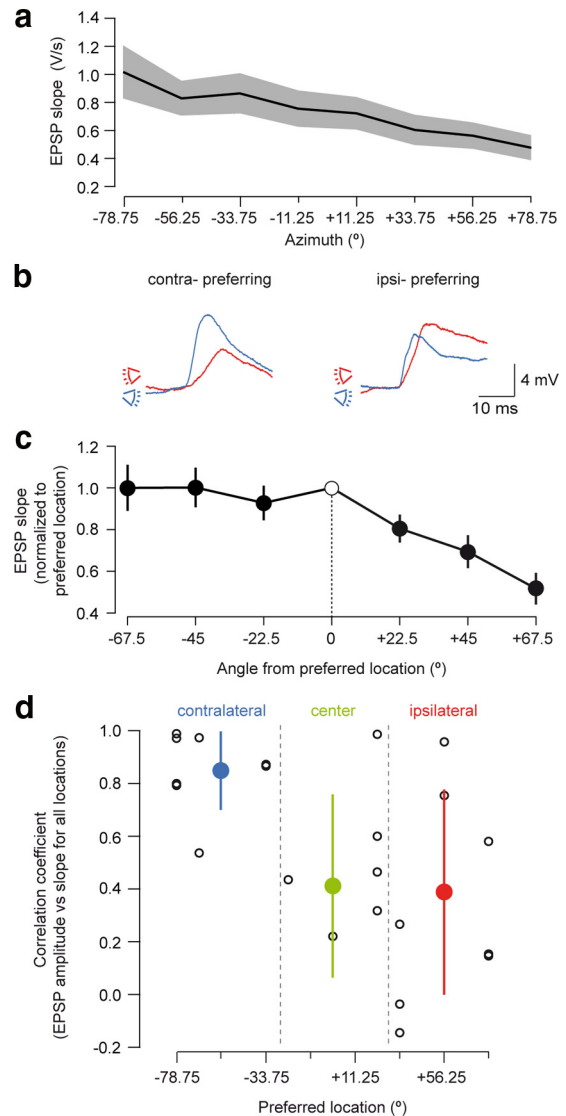 a
EPSP slope (V/s)
1.4
1.2
1.0
0.8
0.6
0.4
0.2
-78.75 -56.25 -33.75 -11.25 +11.25 +33.75 +56.25 +78.75
Azimuth (º)
b
contra- preferring ipsi- preferring
4 mV
10 ms
c
EPSP slope
(normalized to
preferred location)
1.2
1.0
0.8
0.6
0.4
-67.5 -45 -22.5 0 +22.5 +45 +67.5
Angle from preferred location (º)
d
contralateral center ipsilateral
Correlation coefficient
(EPSP amplitude vs slope for all locations)
1.0
0.8
0.6
0.4
0.2
0.0
-0.2
-78.75 -33.75 +11.25 +56.25
Preferred location (º)